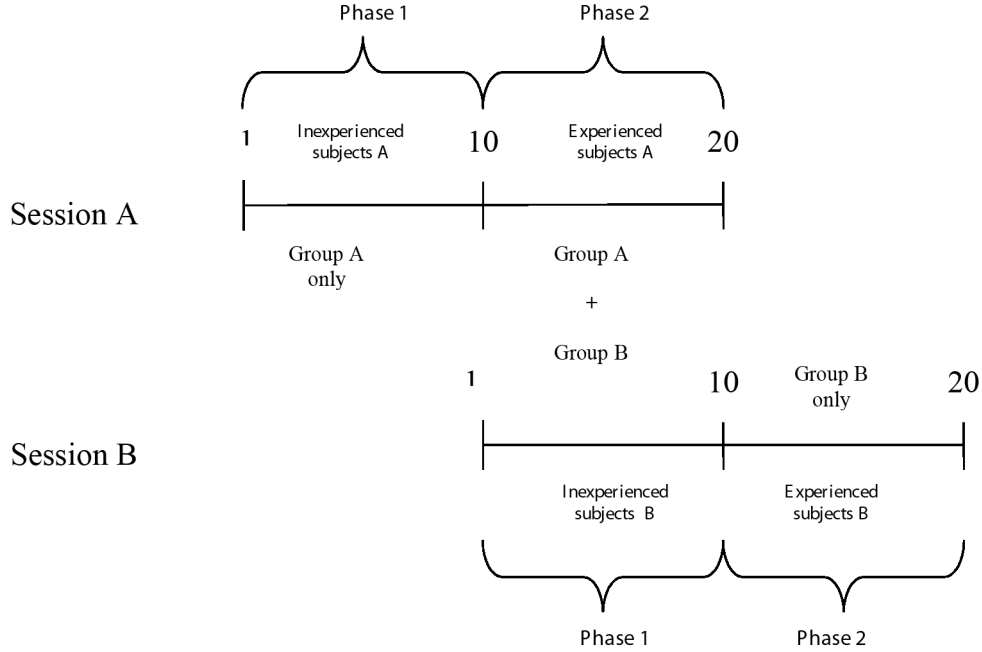 Phase 1
Phase 2
1
Inexperienced
subjects A
10
Experienced
subjects A
20
Session A
Group A
only
Group A
+
Group B
1
10
Group B
only
20
Session B
Inexperienced
subjects B
Experienced
subjects B
Phase 1
Phase 2